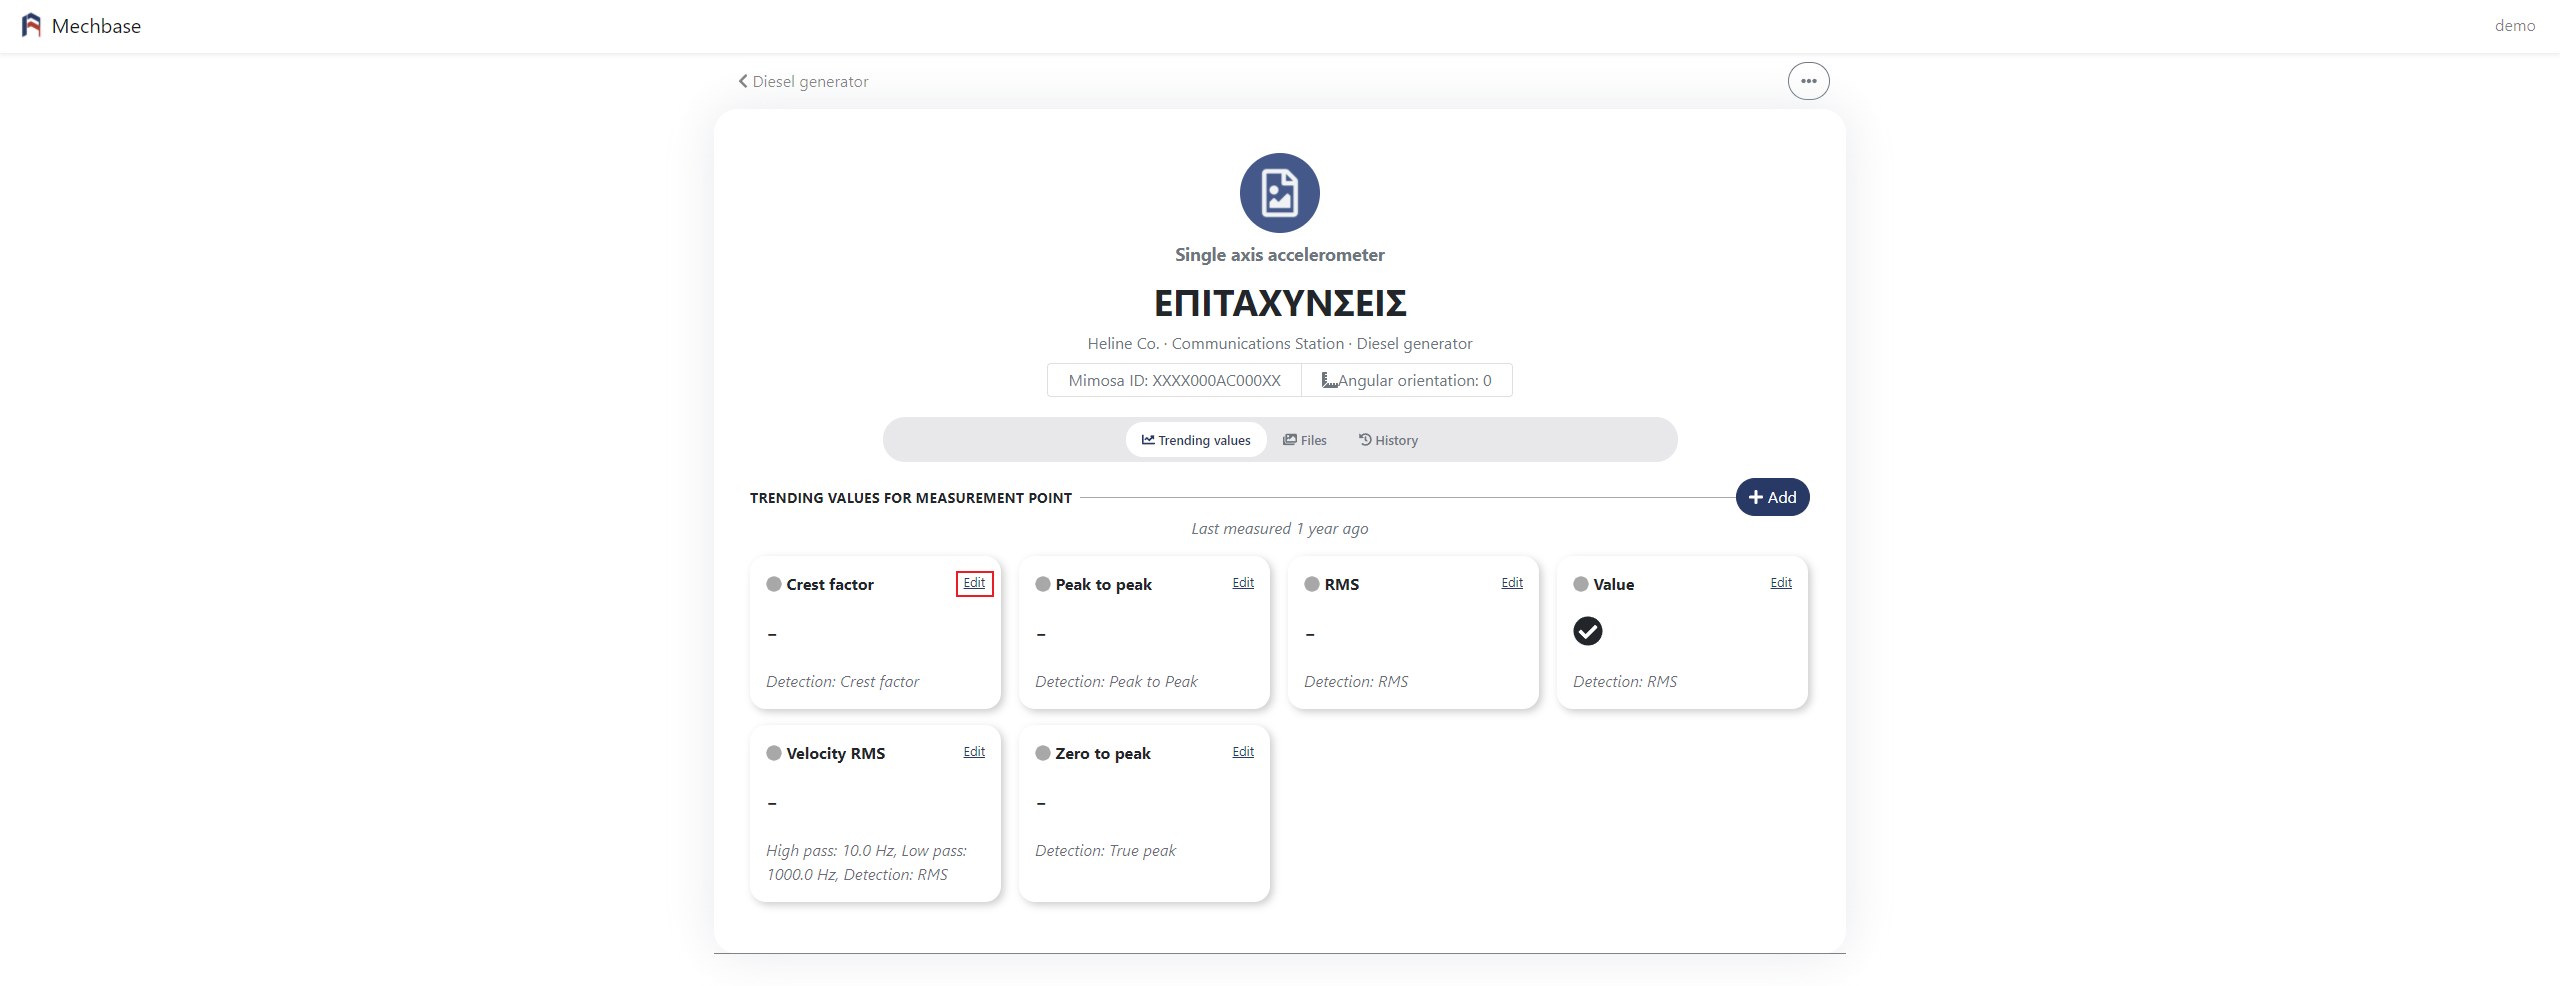 Mechbase
demo
Diesel generator
Single axis accelerometer
ΕΠΙΤΑΧΥΝΣΕΙΣ
Heline Co. · Communications Station · Diesel generator
Mimosa ID: XXXX000AC000XX
Angular orientation: 0
Trending values
Files
History
TRENDING VALUES FOR MEASUREMENT POINT
Add
Last measured 1 year ago
Crest factor
Edit
-
Detection: Crest factor
Peak to peak
Edit
-
Detection: Peak to Peak
RMS
Edit
-
Detection: RMS
Value
Edit
Detection: RMS
Velocity RMS
Edit
-
High pass: 10.0 Hz, Low pass:
1000.0 Hz, Detection: RMS
Zero to peak
Edit
-
Detection: True peak